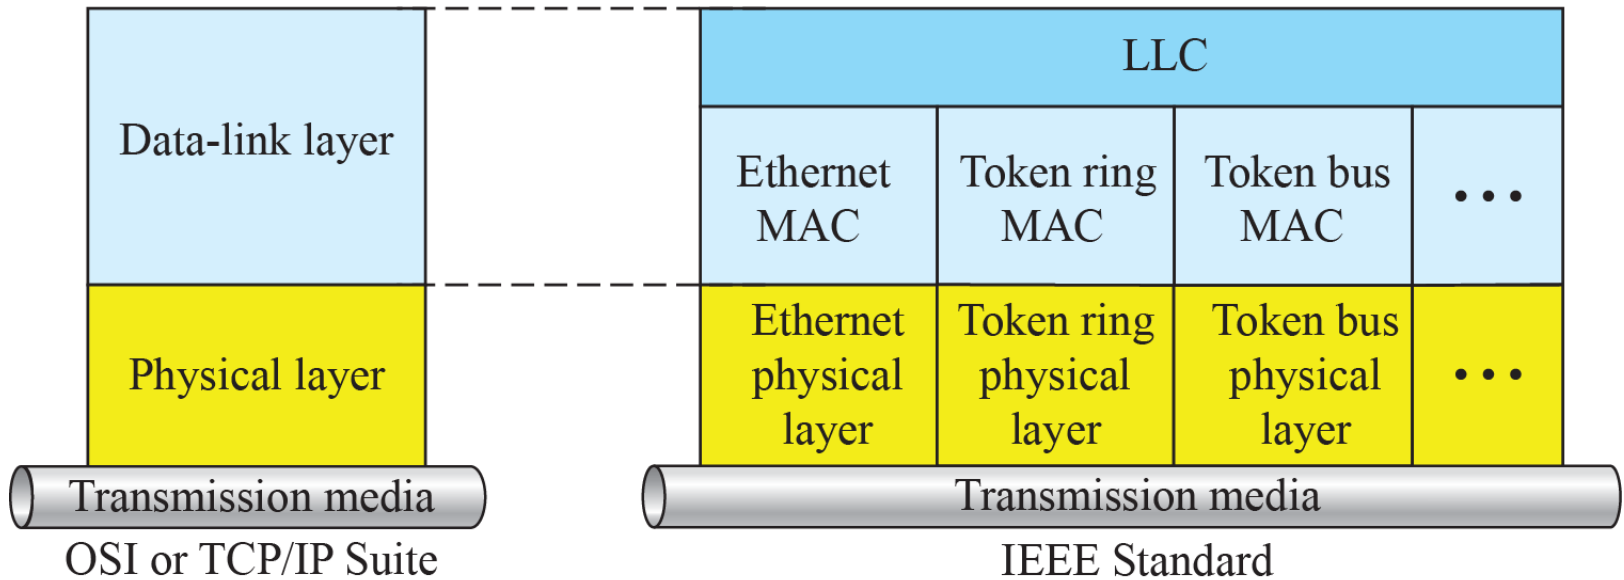 Data-link layer
Physical layer
Transmission media
OSI or TCP/IP Suite
LLC
Ethernet
MAC
Token ring
MAC
Token bus
MAC
...
Ethernet
physical
layer
Token ring
physical
layer
Token bus
physical
layer
...
Transmission media
IEEE Standard